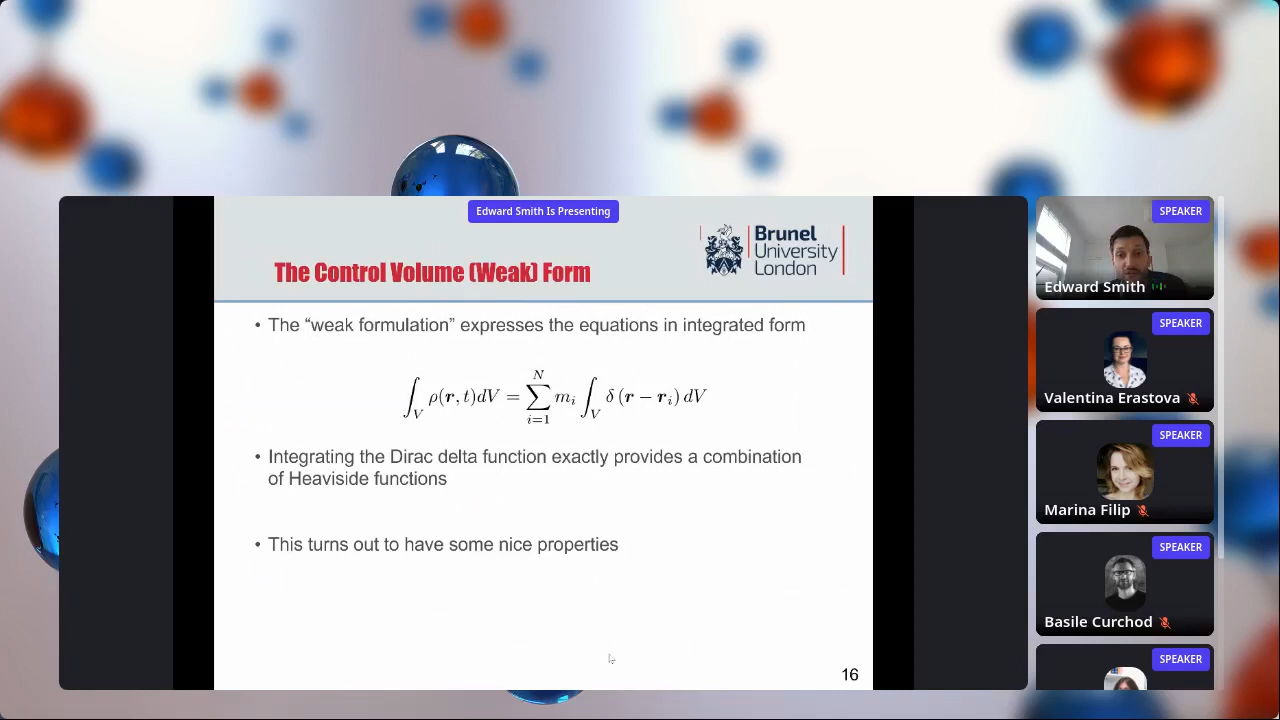 Edward Smith Is Presenting
Brunel
University
London
The Control Volume (Weak) Form
• The “weak formulation” expresses the equations in integrated form
∫_V ρ(r, t)dV = ∑_{i=1}^{N} m_i ∫_V δ (r − r_i) dV
• Integrating the Dirac delta function exactly provides a combination
of Heaviside functions
• This turns out to have some nice properties
16
SPEAKER
Edward Smith
SPEAKER
Valentina Erastova
SPEAKER
Marina Filip
SPEAKER
Basile Curchod
SPEAKER